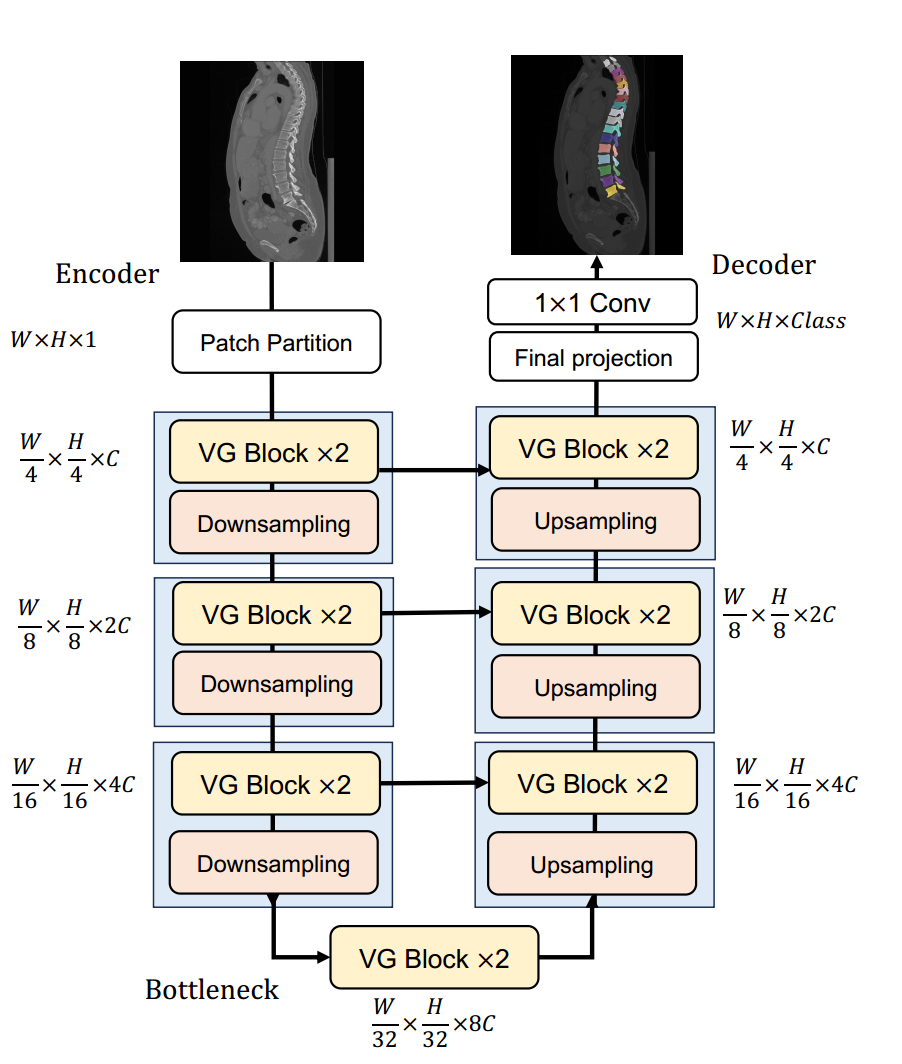 Encoder
W×H×1
Patch Partition
W/4×H/4×C
VG Block ×2
Downsampling
W/8×H/8×2C
VG Block ×2
Downsampling
W/16×H/16×4C
VG Block ×2
Downsampling
Bottleneck
VG Block ×2
W/32×H/32×8C
Decoder
1×1 Conv
W×H×Class
Final projection
VG Block ×2
W/4×H/4×C
Upsampling
VG Block ×2
W/8×H/8×2C
Upsampling
VG Block ×2
W/16×H/16×4C
Upsampling